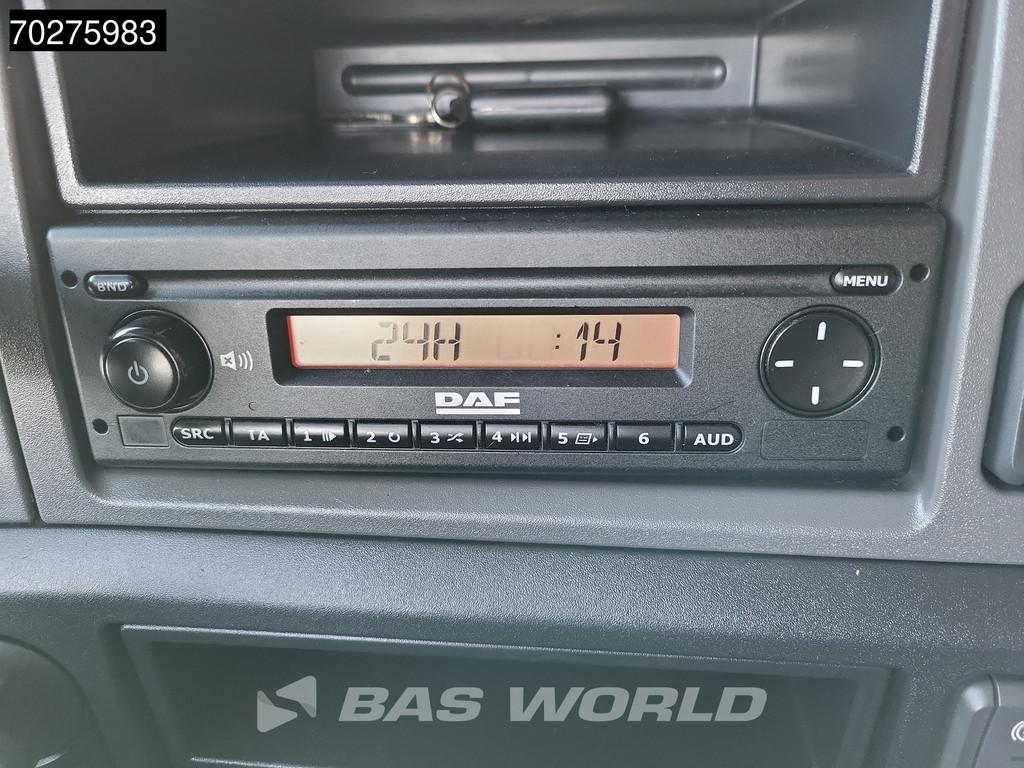 70275983
BND
MENU
24H :14
DAF
SRC TA 1 2 3 4 5 6 AUD
BAS WORLD